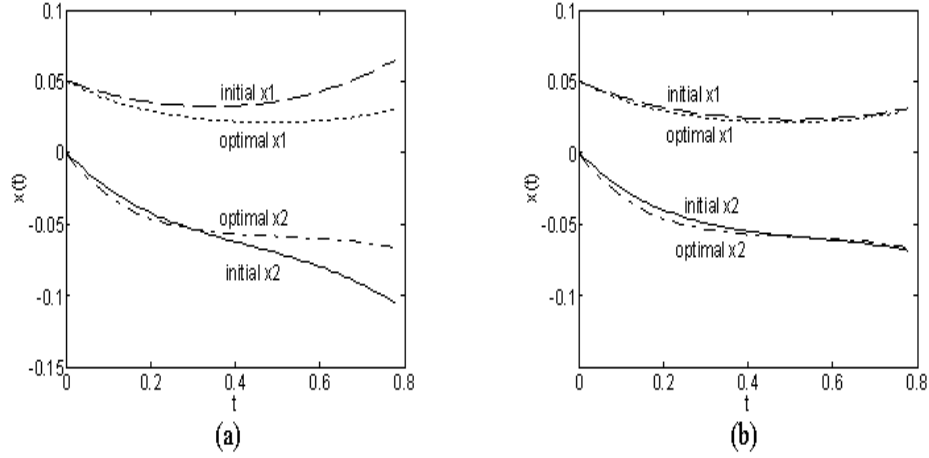 0.1
0.05
0
-0.05
-0.1
-0.15
x(t)
initial x1
optimal x1
optimal x2
initial x2
0 0.2 0.4 0.6 0.8
t
(a)
0.1
0.05
0
-0.05
-0.1
x(t)
initial x1
optimal x1
initial x2
optimal x2
0 0.2 0.4 0.6 0.8
t
(b)